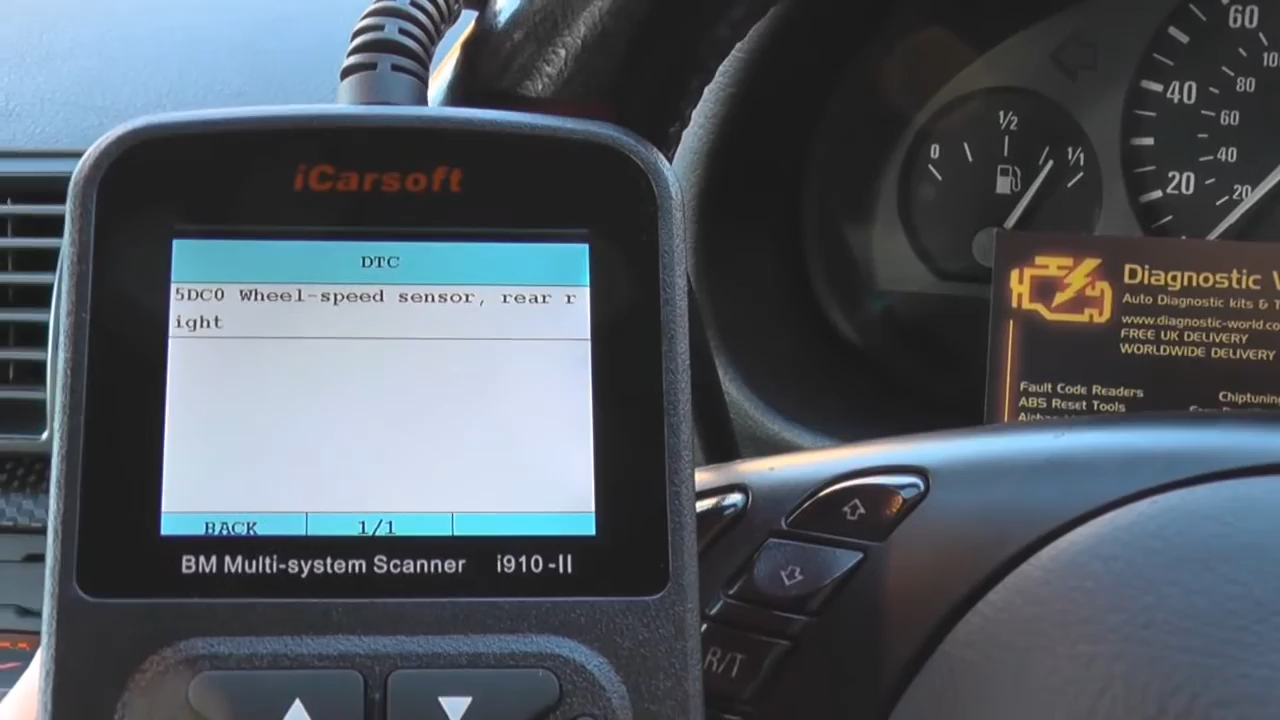 iCarsoft
DTC
5DC0 Wheel-speed sensor, rear r
ight
BACK 1/1
BM Multi-system Scanner i910-II
R/T
0 1/2 1/1
60
40
20
100
80
60
40
20
Diagnostic
Auto Diagnostic kits &
www.diagnostic-world.co
FREE UK DELIVERY
WORLDWIDE DELIVERY
Fault Code Readers
ABS Reset Tools
Chiptuning